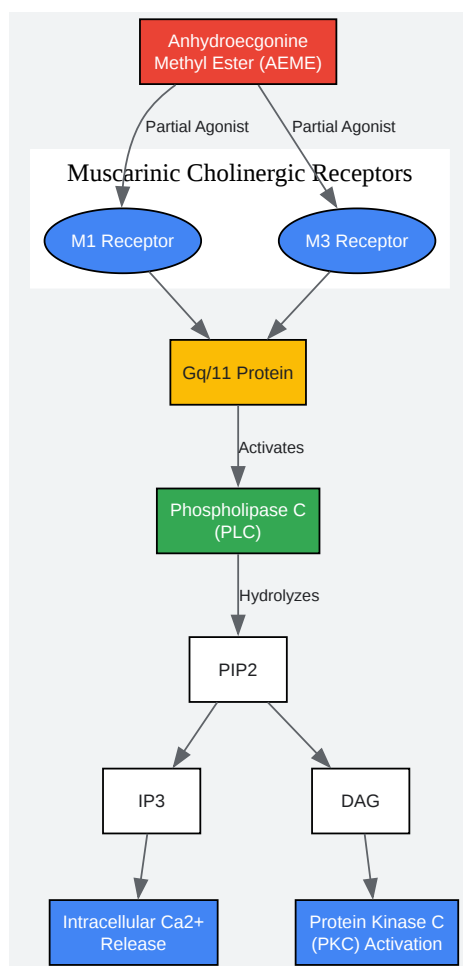 Anhydroecgonine
Methyl Ester (AEME)
Partial Agonist
Partial Agonist
Muscarinic Cholinergic Receptors
M1 Receptor
M3 Receptor
Gq/11 Protein
Activates
Phospholipase C
(PLC)
Hydrolyzes
PIP2
IP3
DAG
Intracellular Ca2+
Release
Protein Kinase C
(PKC) Activation